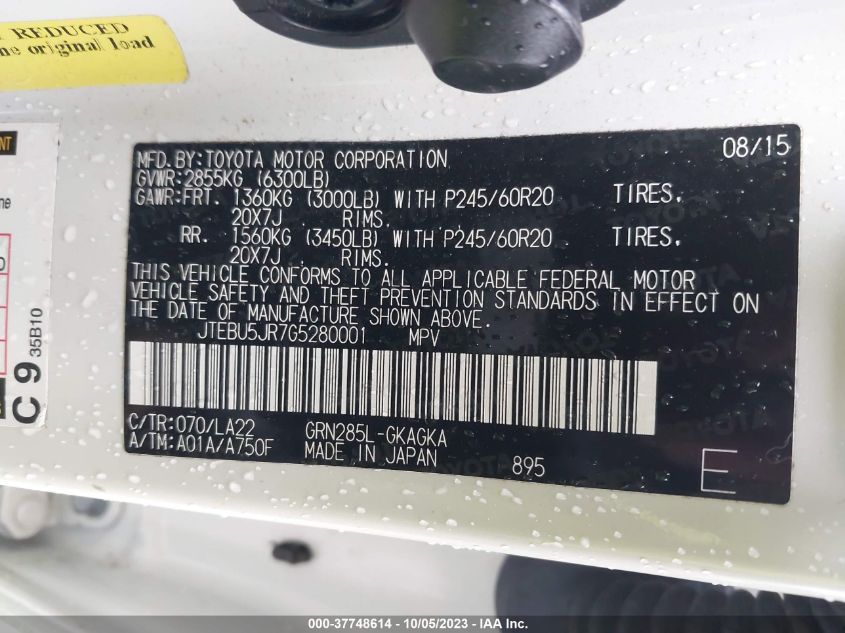 REDUCED
original load
MFD. BY: TOYOTA MOTOR CORPORATION 08/15
GVWR: 2855KG (6300LB)
GAWR: FRT. 1360KG (3000LB) WITH P245/60R20 TIRES.
20X7J RIMS.
RR. 1560KG (3450LB) WITH P245/60R20 TIRES.
20X7J RIMS.
THIS VEHICLE CONFORMS TO ALL APPLICABLE FEDERAL MOTOR
VEHICLE SAFETY AND THEFT PREVENTION STANDARDS IN EFFECT ON
THE DATE OF MANUFACTURE SHOWN ABOVE.
JTEBU5JR7G5280001 MPV
C/TR: 070/LA22 GRN285L-GKAGKA
A/TM: A01A/A750F MADE IN JAPAN 895 E
C9 35B10
000-37748614 - 10/05/2023 - IAA Inc.